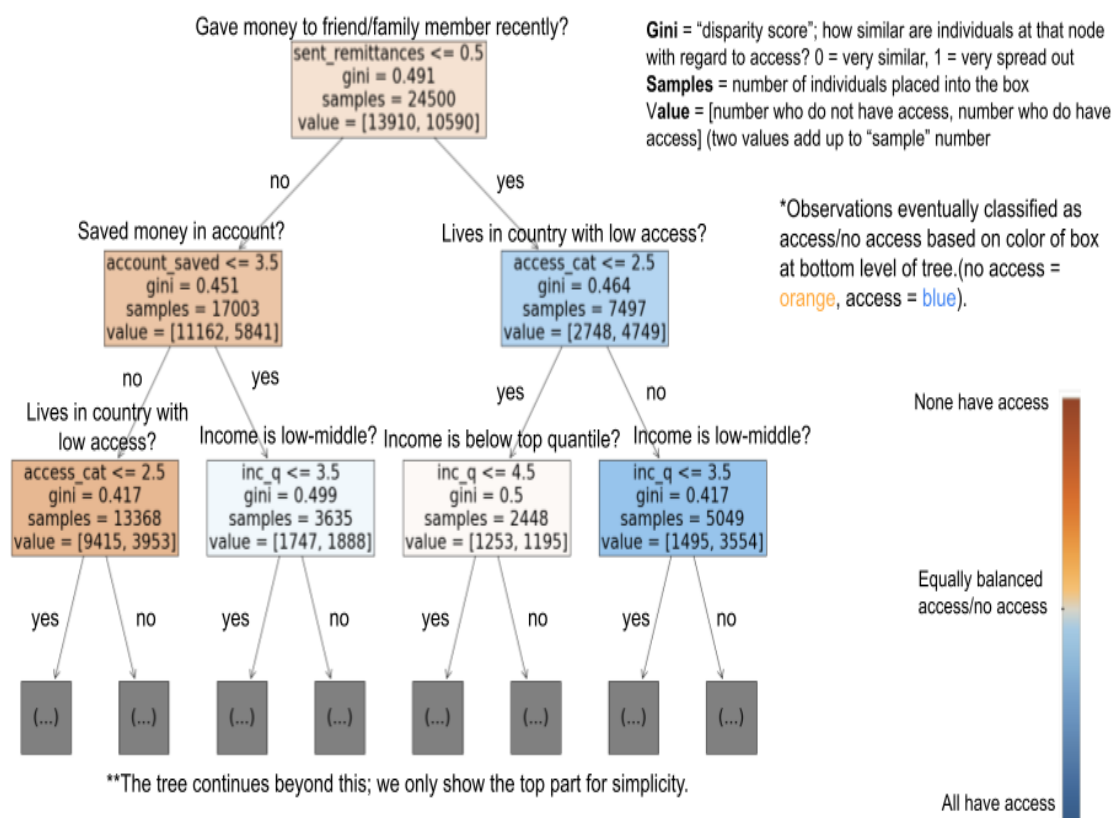 Gave money to friend/family member recently?
sent_remittances <= 0.5
gini = 0.491
samples = 24500
value = [13910, 10590]
Gini = “disparity score”; how similar are individuals at that node
with regard to access? 0 = very similar, 1 = very spread out
Samples = number of individuals placed into the box
Value = [number who do not have access, number who do have
access] (two values add up to “sample” number
no
yes
*Observations eventually classified as
access/no access based on color of box
at bottom level of tree.(no access =
orange, access = blue).
Saved money in account?
account_saved <= 3.5
gini = 0.451
samples = 17003
value = [11162, 5841]
Lives in country with low access?
access_cat <= 2.5
gini = 0.464
samples = 7497
value = [2748, 4749]
no
yes
yes
no
Lives in country with
low access?
access_cat <= 2.5
gini = 0.417
samples = 13368
value = [9415, 3953]
Income is low-middle?
inc_q <= 3.5
gini = 0.499
samples = 3635
value = [1747, 1888]
Income is below top quantile?
inc_q <= 4.5
gini = 0.5
samples = 2448
value = [1253, 1195]
Income is low-middle?
inc_q <= 3.5
gini = 0.417
samples = 5049
value = [1495, 3554]
yes
no
yes
no
yes
no
yes
no
(...)
(...)
(...)
(...)
(...)
(...)
(...)
(...)
**The tree continues beyond this; we only show the top part for simplicity.
None have access
Equally balanced
access/no access
All have access